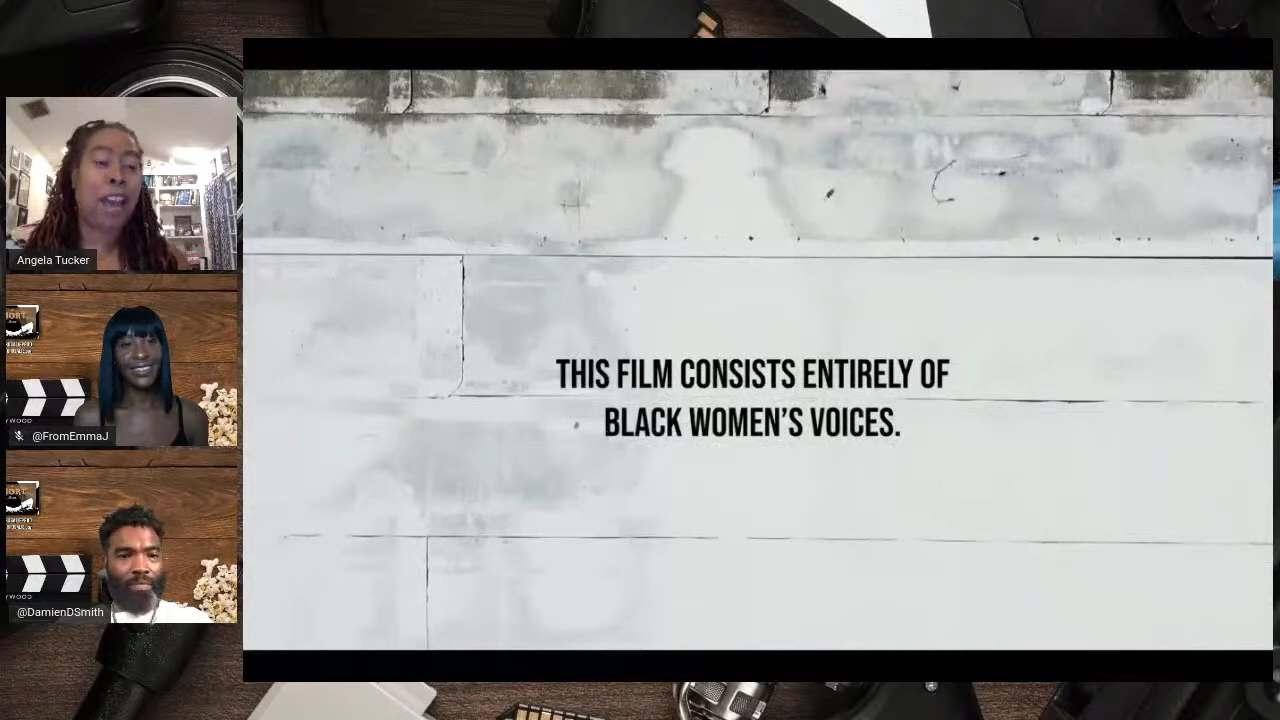 Angela Tucker
@FromEmmaJ
@DamienDSmith
THIS FILM CONSISTS ENTIRELY OF
BLACK WOMEN'S VOICES.